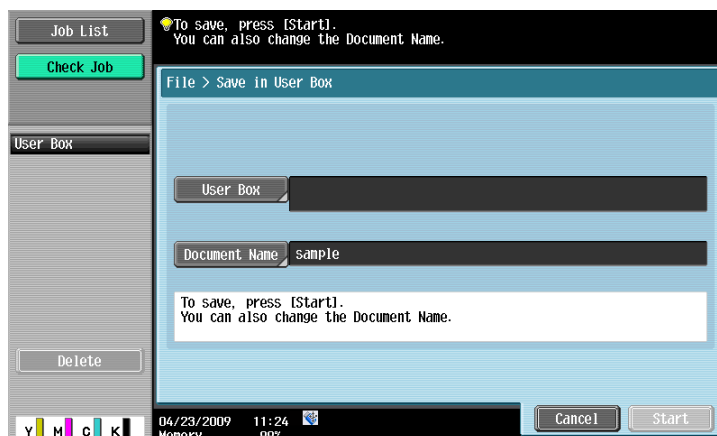 Job List
Check Job
User Box
Delete
Y M C K
To save, press [Start].
You can also change the Document Name.
File > Save in User Box
User Box
Document Name sample
To save, press [Start].
You can also change the Document Name.
04/23/2009 11:24
Memory 99%
Cancel Start